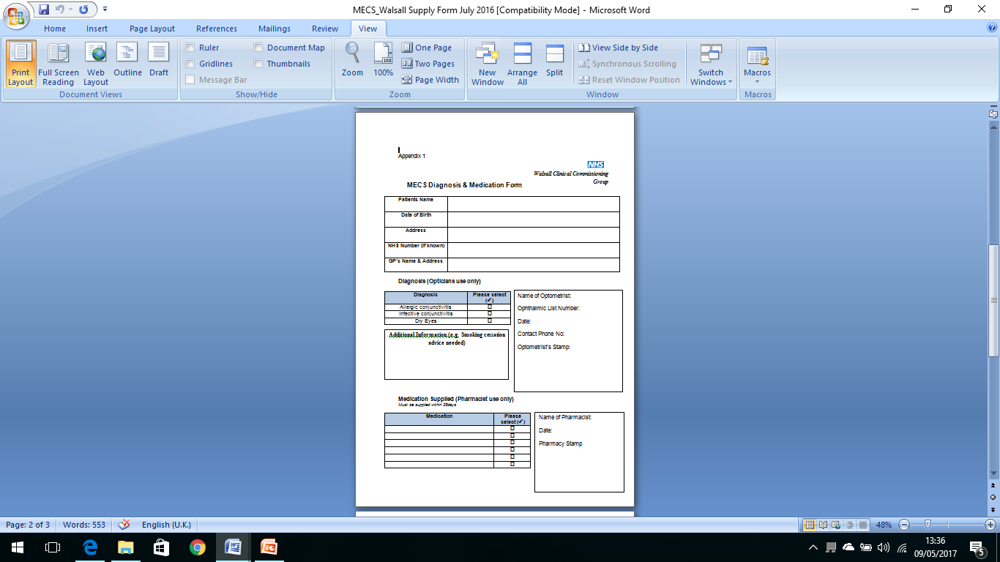 MECS_Walsall Supply Form July 2016 [Compatibility Mode] - Microsoft Word
Home Insert Page Layout References Mailings Review View
Ruler Document Map One Page View Side by Side
Gridlines Thumbnails Two Pages Synchronous Scrolling
Message Bar Page Width Reset Window Position
Print Layout Full Screen Reading Web Layout Outline Draft Zoom 100% New Window Arrange All Split Switch Windows Macros
Document Views Show/Hide Zoom Window Macros
Appendix 1
NHS
Walsall Clinical Commissioning
Group
MECS Diagnosis & Medication Form
Patients Name
Date of Birth
Address
NHS Number (if known)
GP's Name & Address
Diagnosis (Opticians use only)
Diagnosis Please select (✓)
Allergic conjunctivitis
Infective conjunctivitis
Dry Eyes
Name of Optometrist:
Ophthalmic List Number:
Date:
Contact Phone No:
Optometrist's Stamp:
Additional Information (e.g. Smoking cessation
advice needed)
Medication Supplied (Pharmacist use only)
Must be supplied within 28days
Medication Please select (✓)
Name of Pharmacist:
Date:
Pharmacy Stamp
Page: 2 of 3 Words: 553 English (U.K.) 48%
13:36
09/05/2017
5